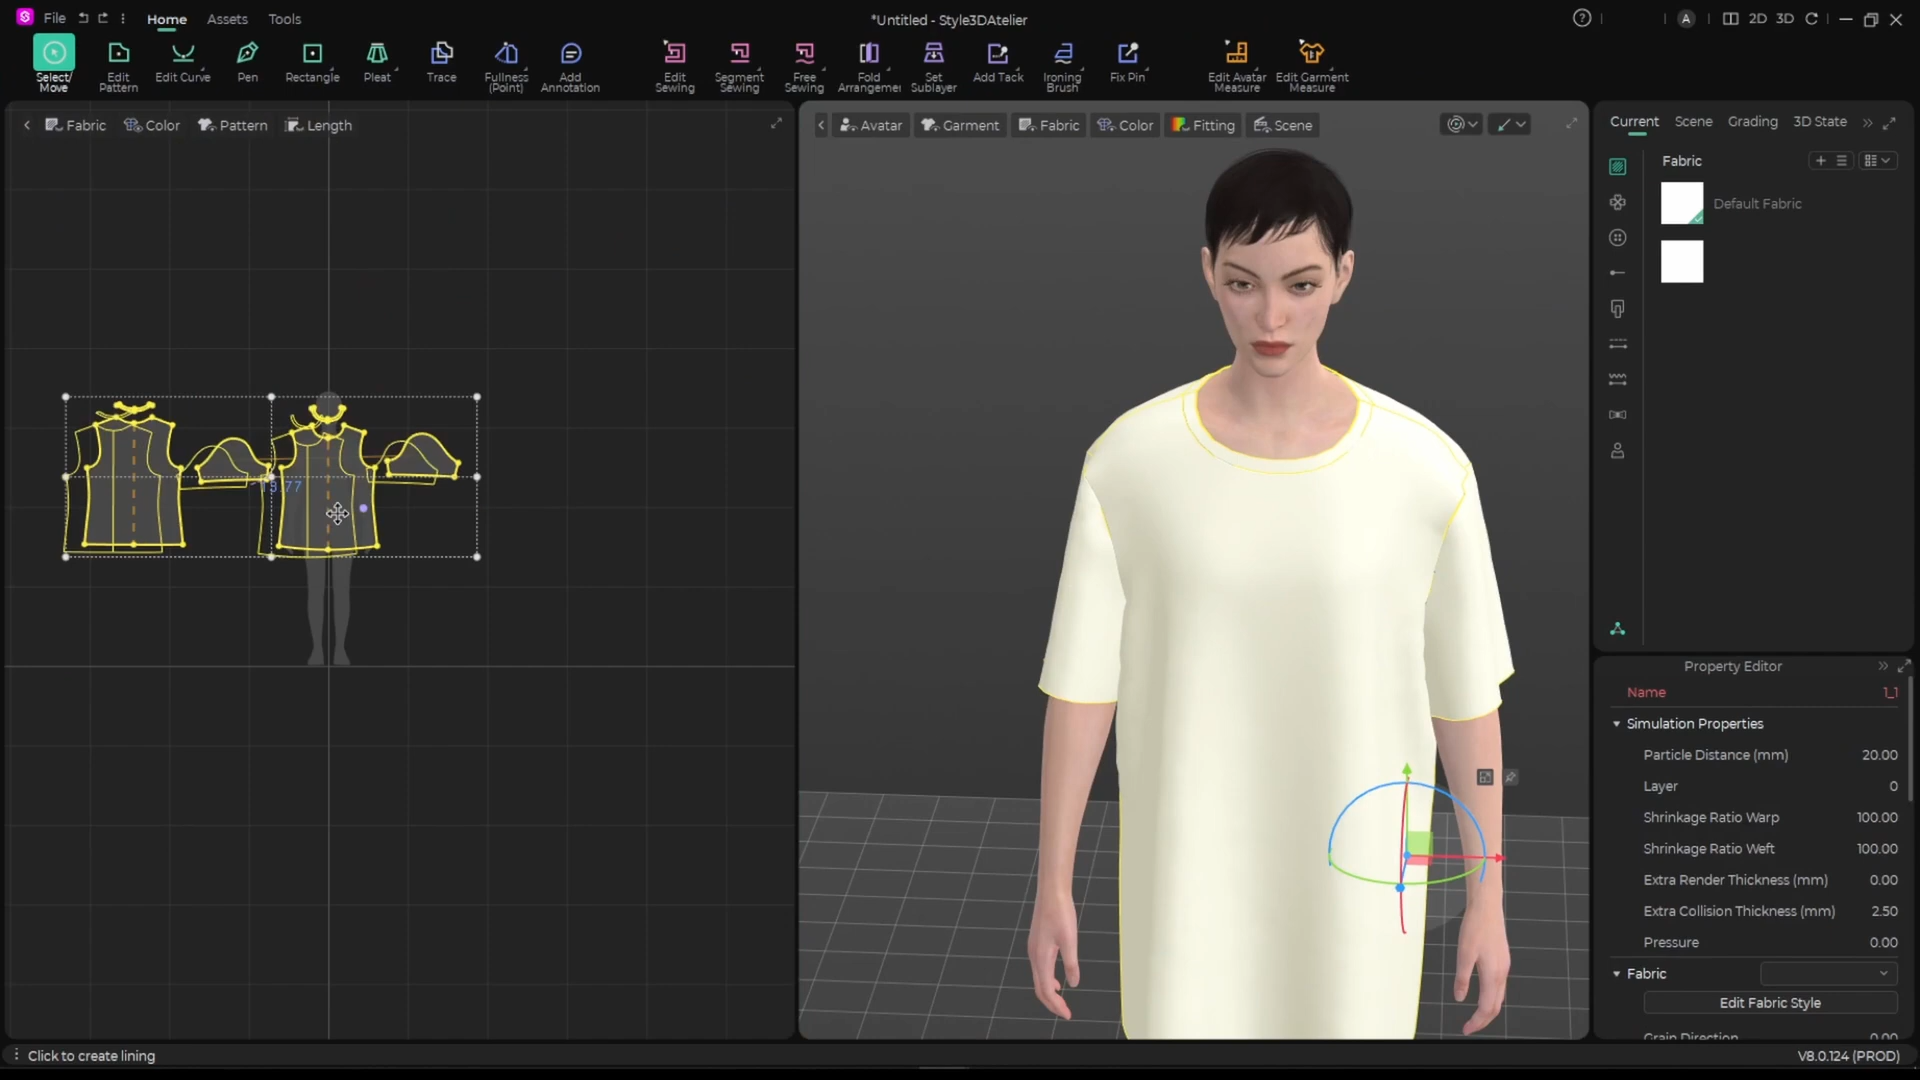 File
Home
Assets
Tools
*Untitled - Style3DAtelier
A
2D
3D
Select/
Move
Edit
Pattern
Edit Curve
Pen
Rectangle
Pleat
Trace
Fullness
(Point)
Add
Annotation
Edit
Sewing
Segment
Sewing
Free
Sewing
Fold
Arrangemer
Set
Sublayer
Add Tack
Ironing
Brush
Fix Pin
Edit Avatar
Measure
Edit Garment
Measure
Fabric
Color
Pattern
Length
Avatar
Garment
Fabric
Color
Fitting
Scene
Current
Scene
Grading
3D State
Fabric
Default Fabric
Property Editor
Name 1_1
Simulation Properties
Particle Distance (mm) 20.00
Layer 0
Shrinkage Ratio Warp 100.00
Shrinkage Ratio Weft 100.00
Extra Render Thickness (mm) 0.00
Extra Collision Thickness (mm) 2.50
Pressure 0.00
Fabric
Edit Fabric Style
Grain Direction 0.00
Click to create lining
V8.0.124 (PROD)